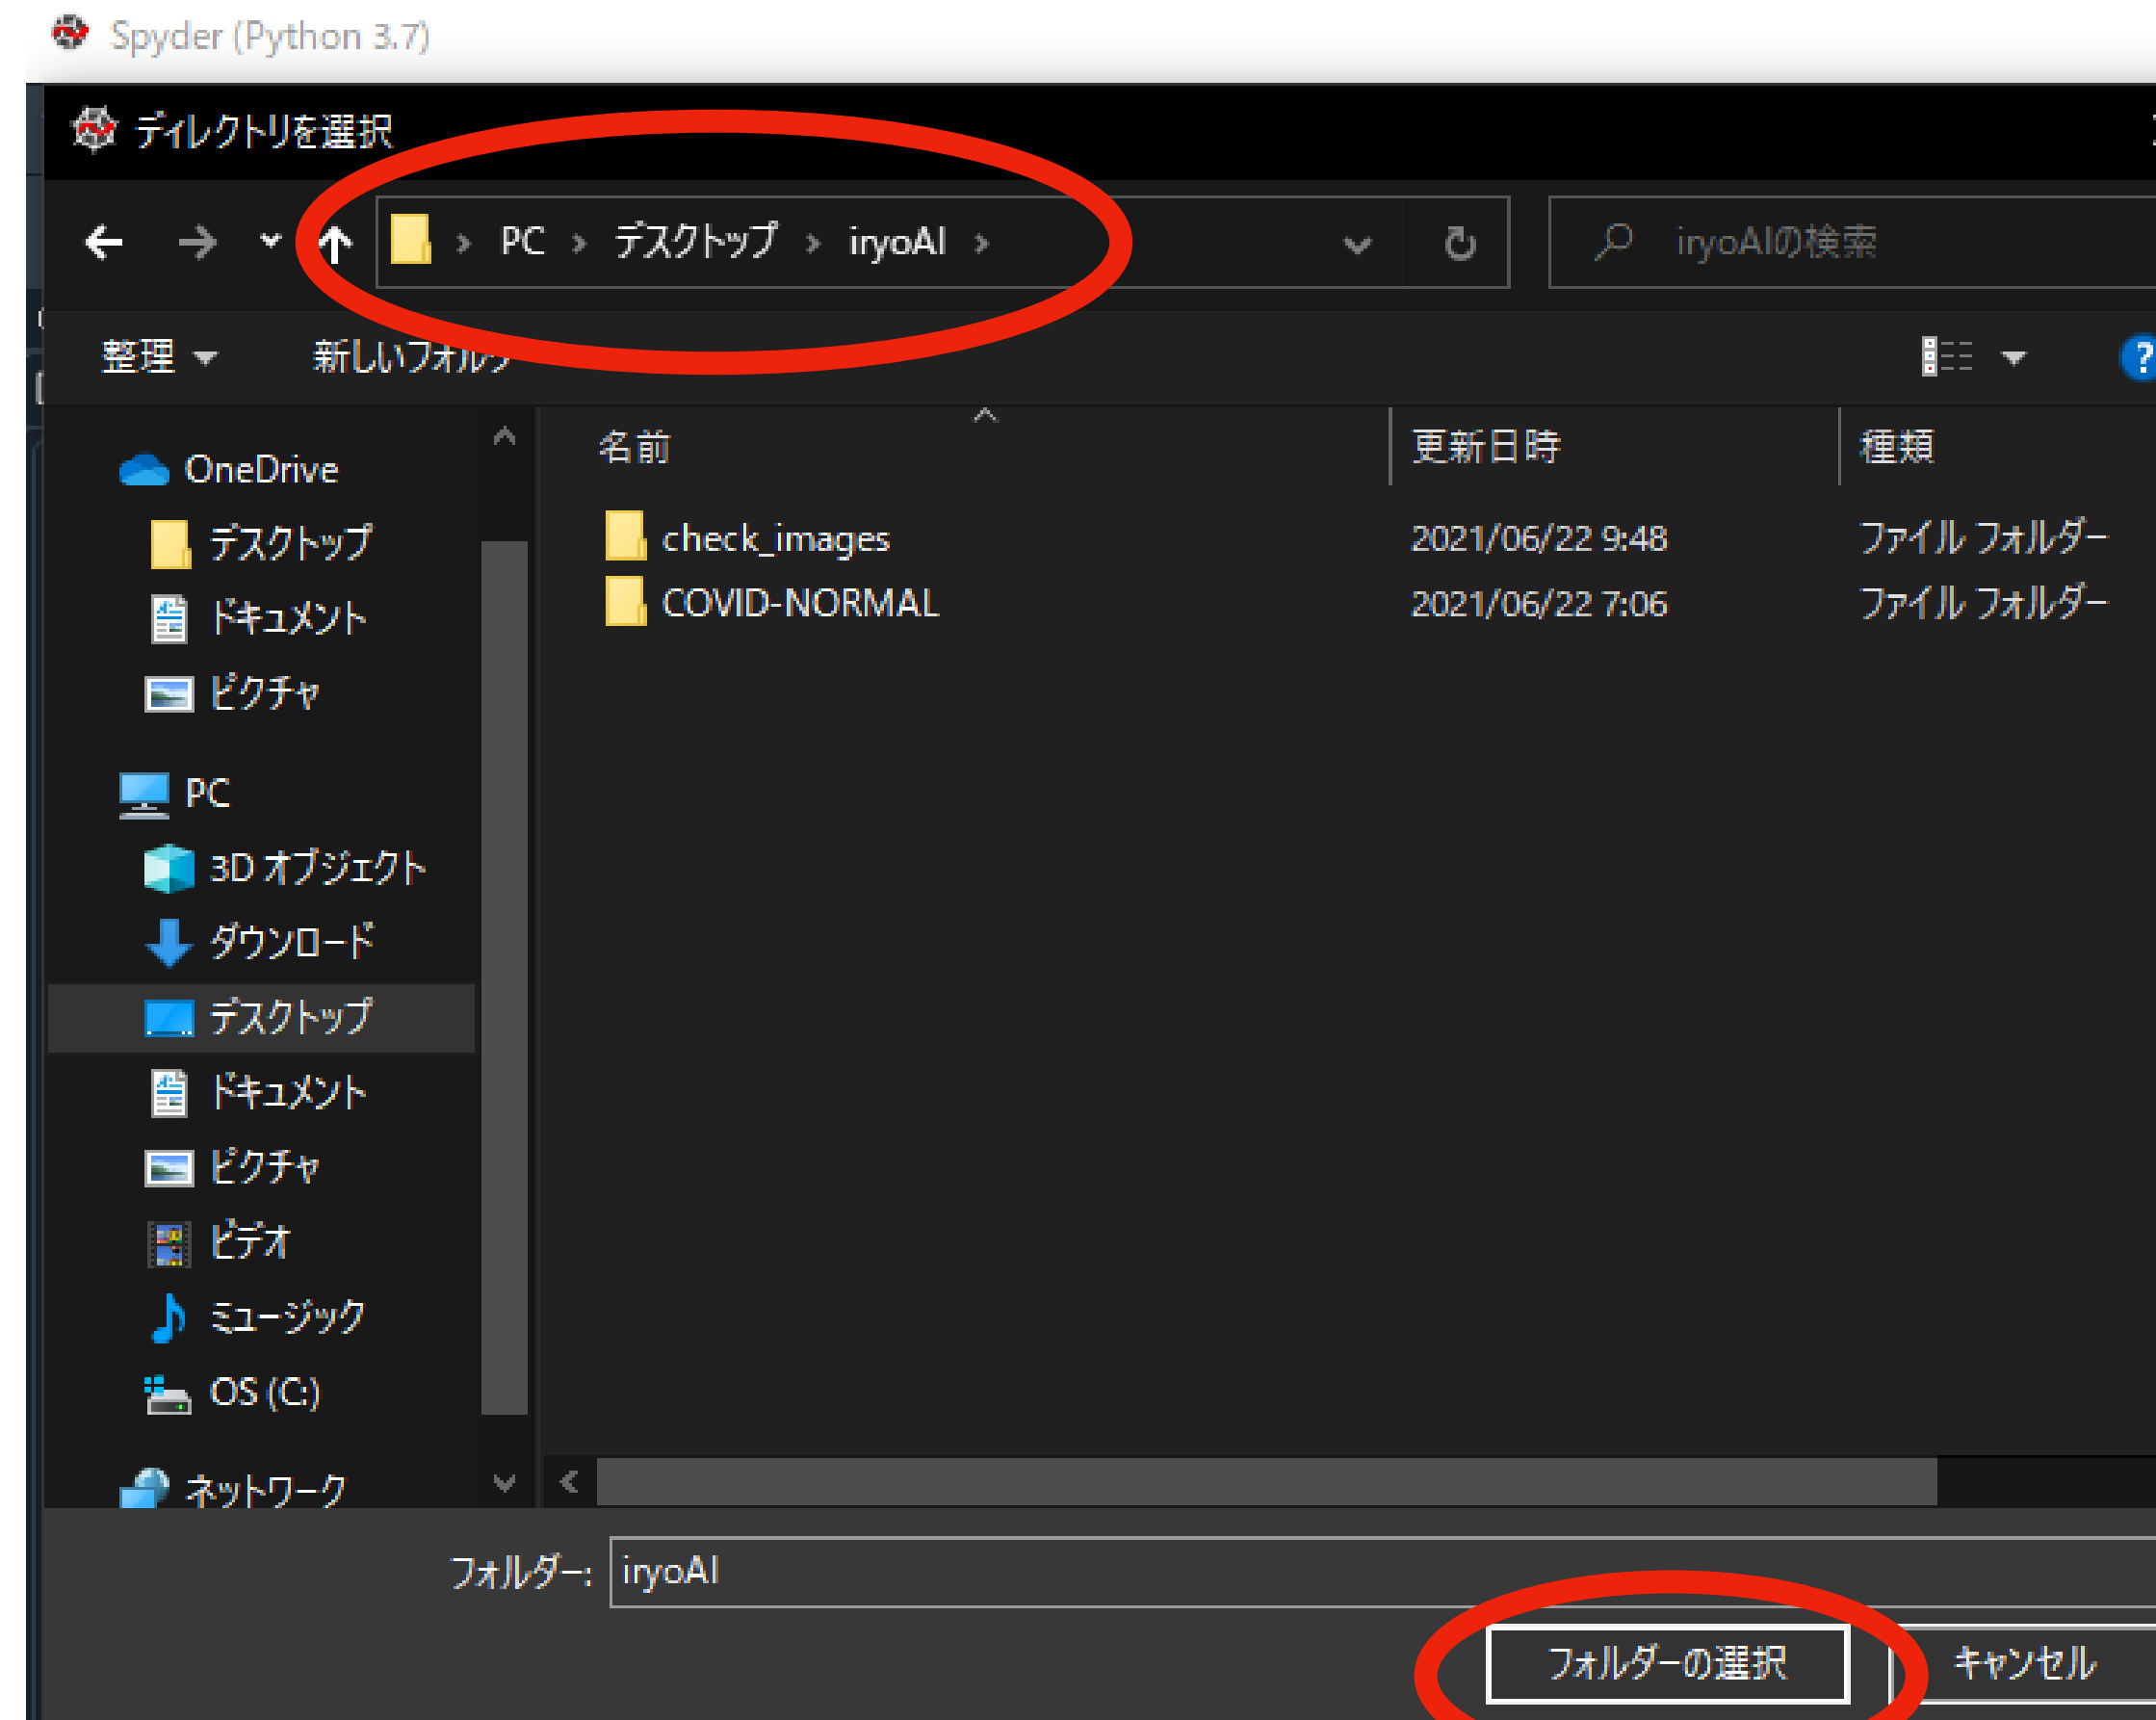 Spyder (Python 3.7)
ディレクトリを選択
PC › デスクトップ › iryoAI ›
iryoAIの検索
整理
新しいフォルダ
名前
更新日時
種類
OneDrive
デスクトップ
ドキュメント
ピクチャ
PC
3D オブジェクト
ダウンロード
デスクトップ
ドキュメント
ピクチャ
ビデオ
ミュージック
OS (C:)
ネットワーク
check_images 2021/06/22 9:48 ファイル フォルダー
COVID-NORMAL 2021/06/22 7:06 ファイル フォルダー
フォルダー: iryoAI
フォルダーの選択
キャンセル